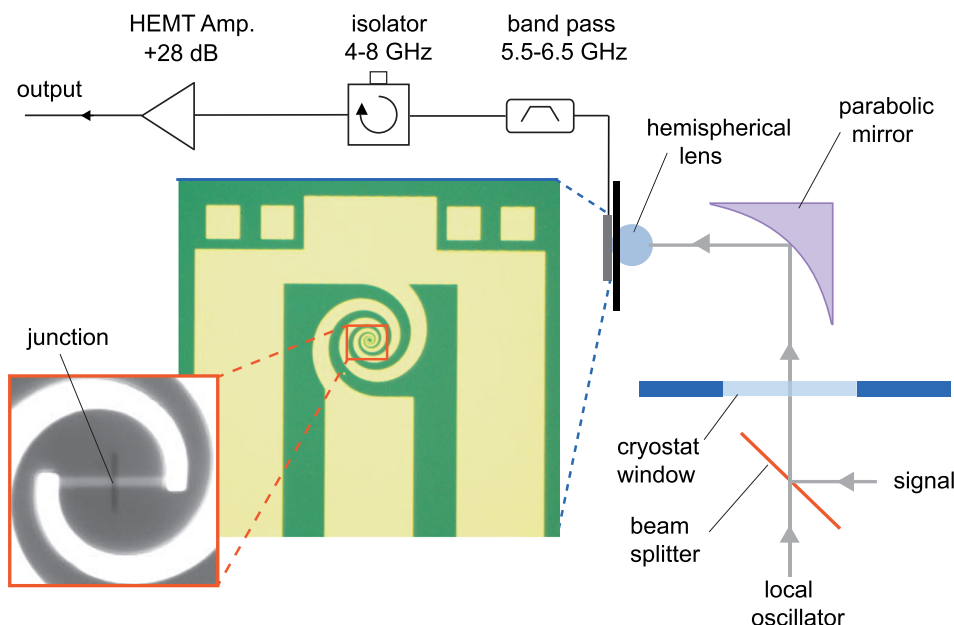 HEMT Amp.
+28 dB
isolator
4-8 GHz
band pass
5.5-6.5 GHz
output
parabolic
mirror
hemispherical
lens
junction
cryostat
window
signal
beam
splitter
local
oscillator